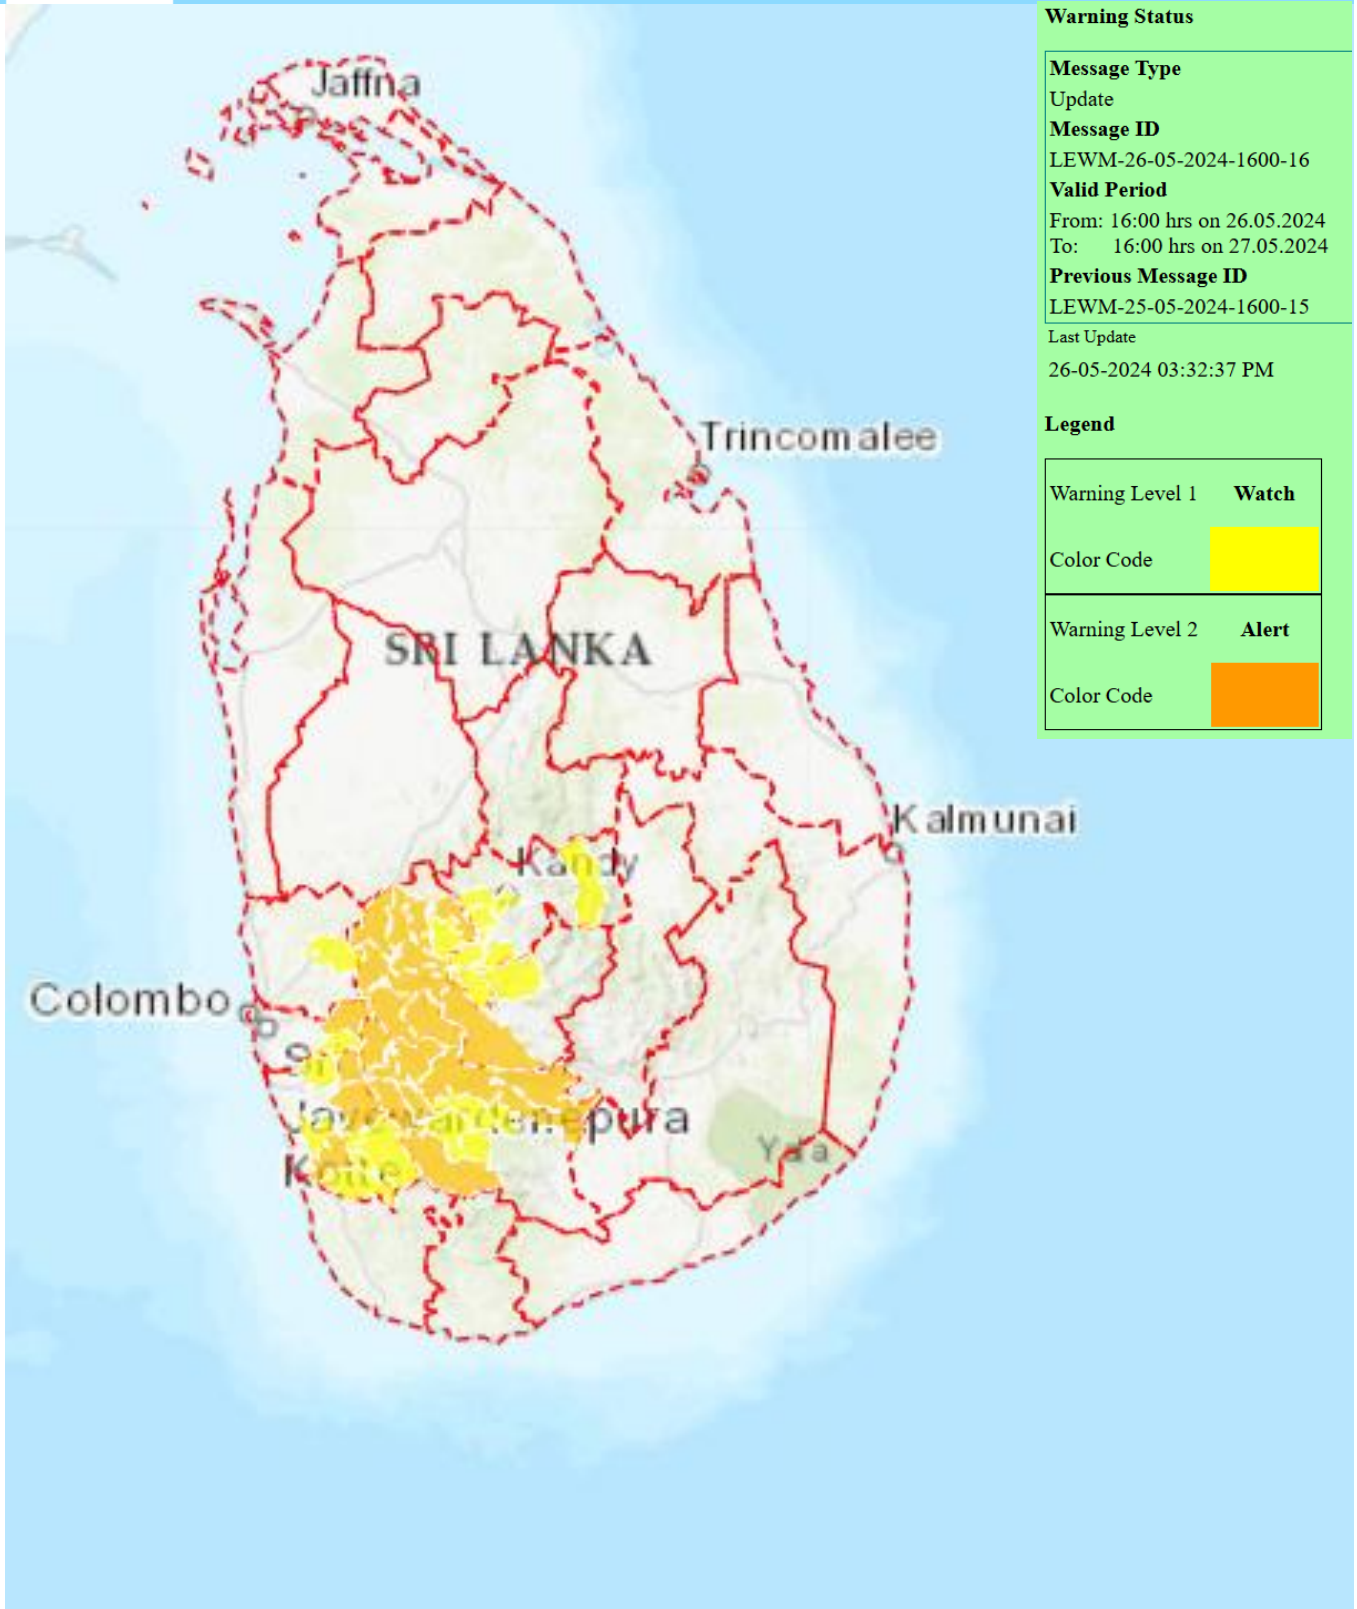 Warning Status
Message Type
Update
Message ID
LEWM-26-05-2024-1600-16
Valid Period
From: 16:00 hrs on 26.05.2024
To: 16:00 hrs on 27.05.2024
Previous Message ID
LEWM-25-05-2024-1600-15
Last Update
26-05-2024 03:32:37 PM
Legend
Warning Level 1 Watch
Color Code
Warning Level 2 Alert
Color Code
Jaffna
Trincomalee
SRI LANKA
Kalmunai
Kandy
Colombo
Sri
Jayewardenepura
Kotte